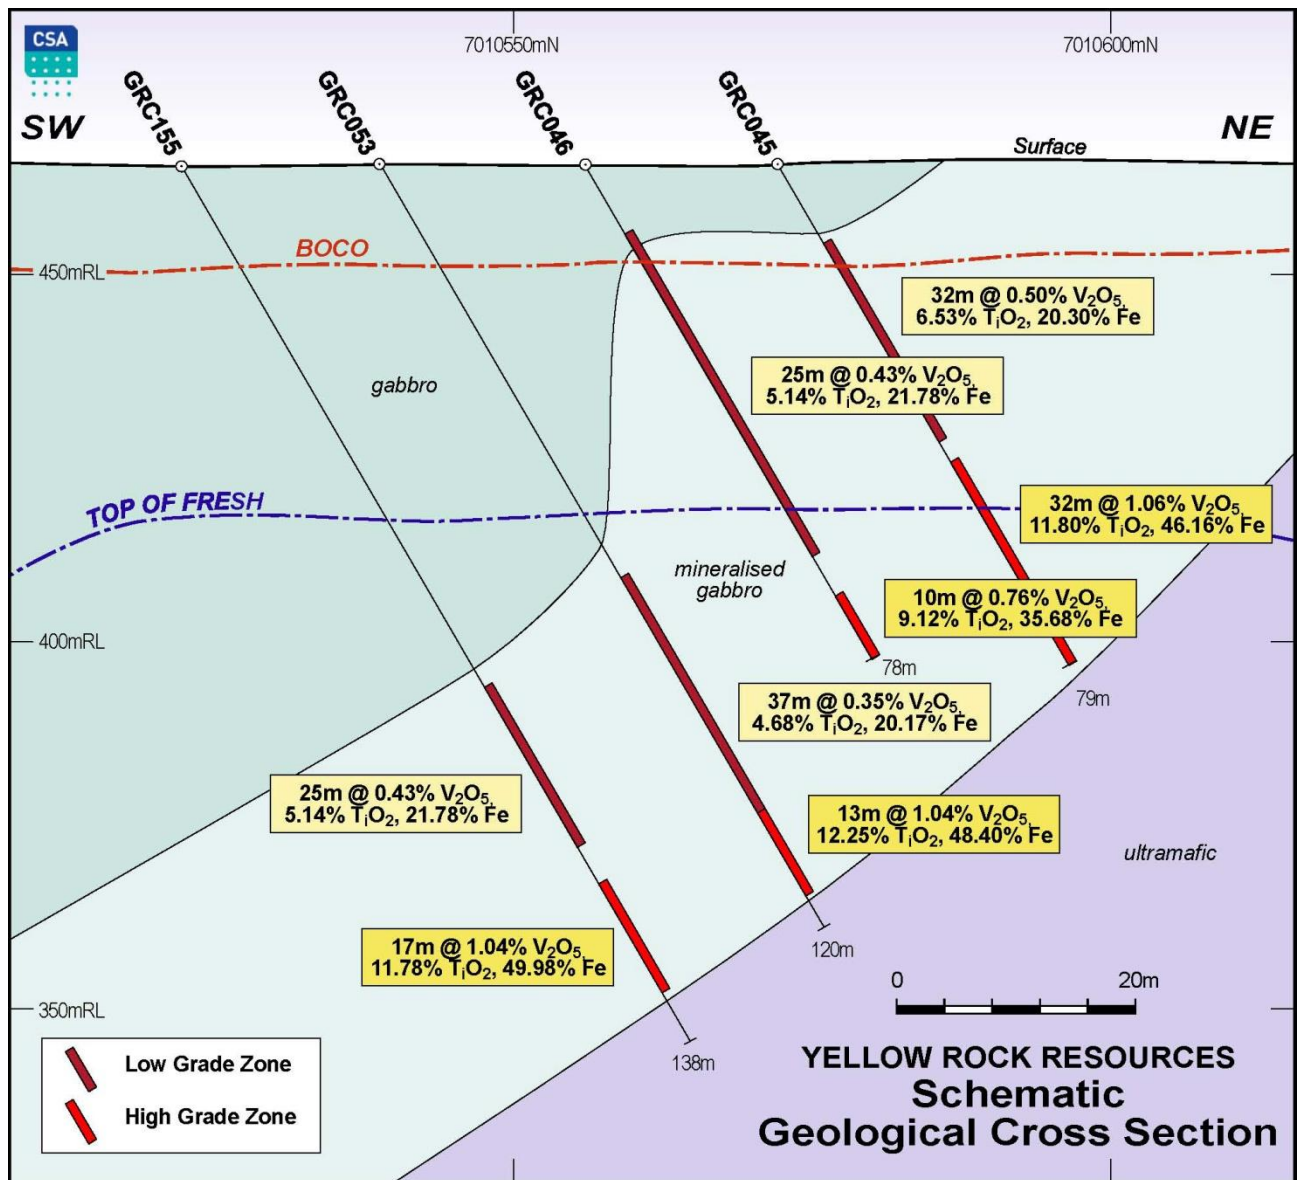 CSA
7010550mN
7010600mN
GRC155
GRC053
GRC046
GRC045
SW
NE
Surface
BOCO
450mRL
32m @ 0.50% V₂O₅,
6.53% TᵢO₂, 20.30% Fe
25m @ 0.43% V₂O₅,
5.14% TᵢO₂, 21.78% Fe
gabbro
TOP OF FRESH
32m @ 1.06% V₂O₅,
11.80% TᵢO₂, 46.16% Fe
mineralised
gabbro
10m @ 0.76% V₂O₅,
9.12% TᵢO₂, 35.68% Fe
400mRL
78m
79m
37m @ 0.35% V₂O₅,
4.68% TᵢO₂, 20.17% Fe
25m @ 0.43% V₂O₅,
5.14% TᵢO₂, 21.78% Fe
13m @ 1.04% V₂O₅,
12.25% TᵢO₂, 48.40% Fe
ultramafic
17m @ 1.04% V₂O₅,
11.78% TᵢO₂, 49.98% Fe
120m
0 20m
350mRL
138m
Low Grade Zone
High Grade Zone
YELLOW ROCK RESOURCES
Schematic
Geological Cross Section